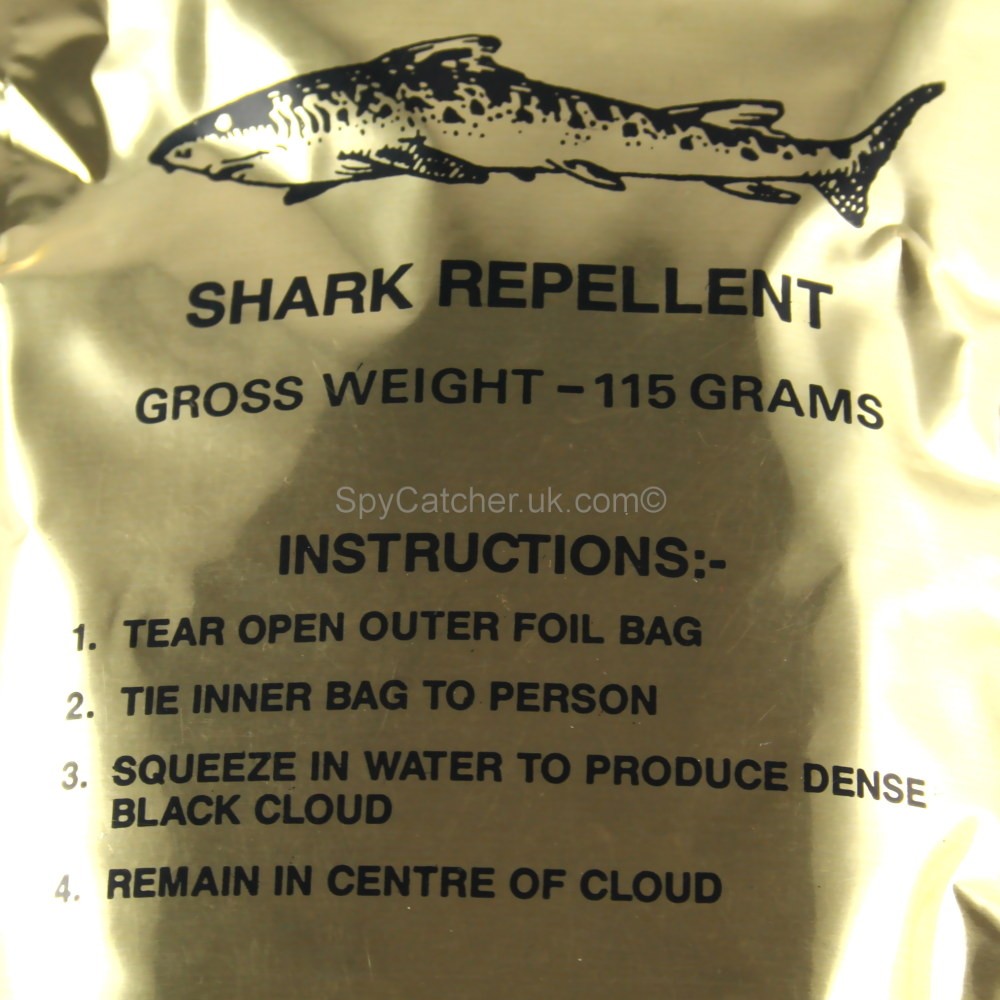 SHARK REPELLENT
GROSS WEIGHT – 115 GRAMS
SpyCatcher.uk.com©
INSTRUCTIONS:-
1. TEAR OPEN OUTER FOIL BAG
2. TIE INNER BAG TO PERSON
3. SQUEEZE IN WATER TO PRODUCE DENSE
BLACK CLOUD
4. REMAIN IN CENTRE OF CLOUD